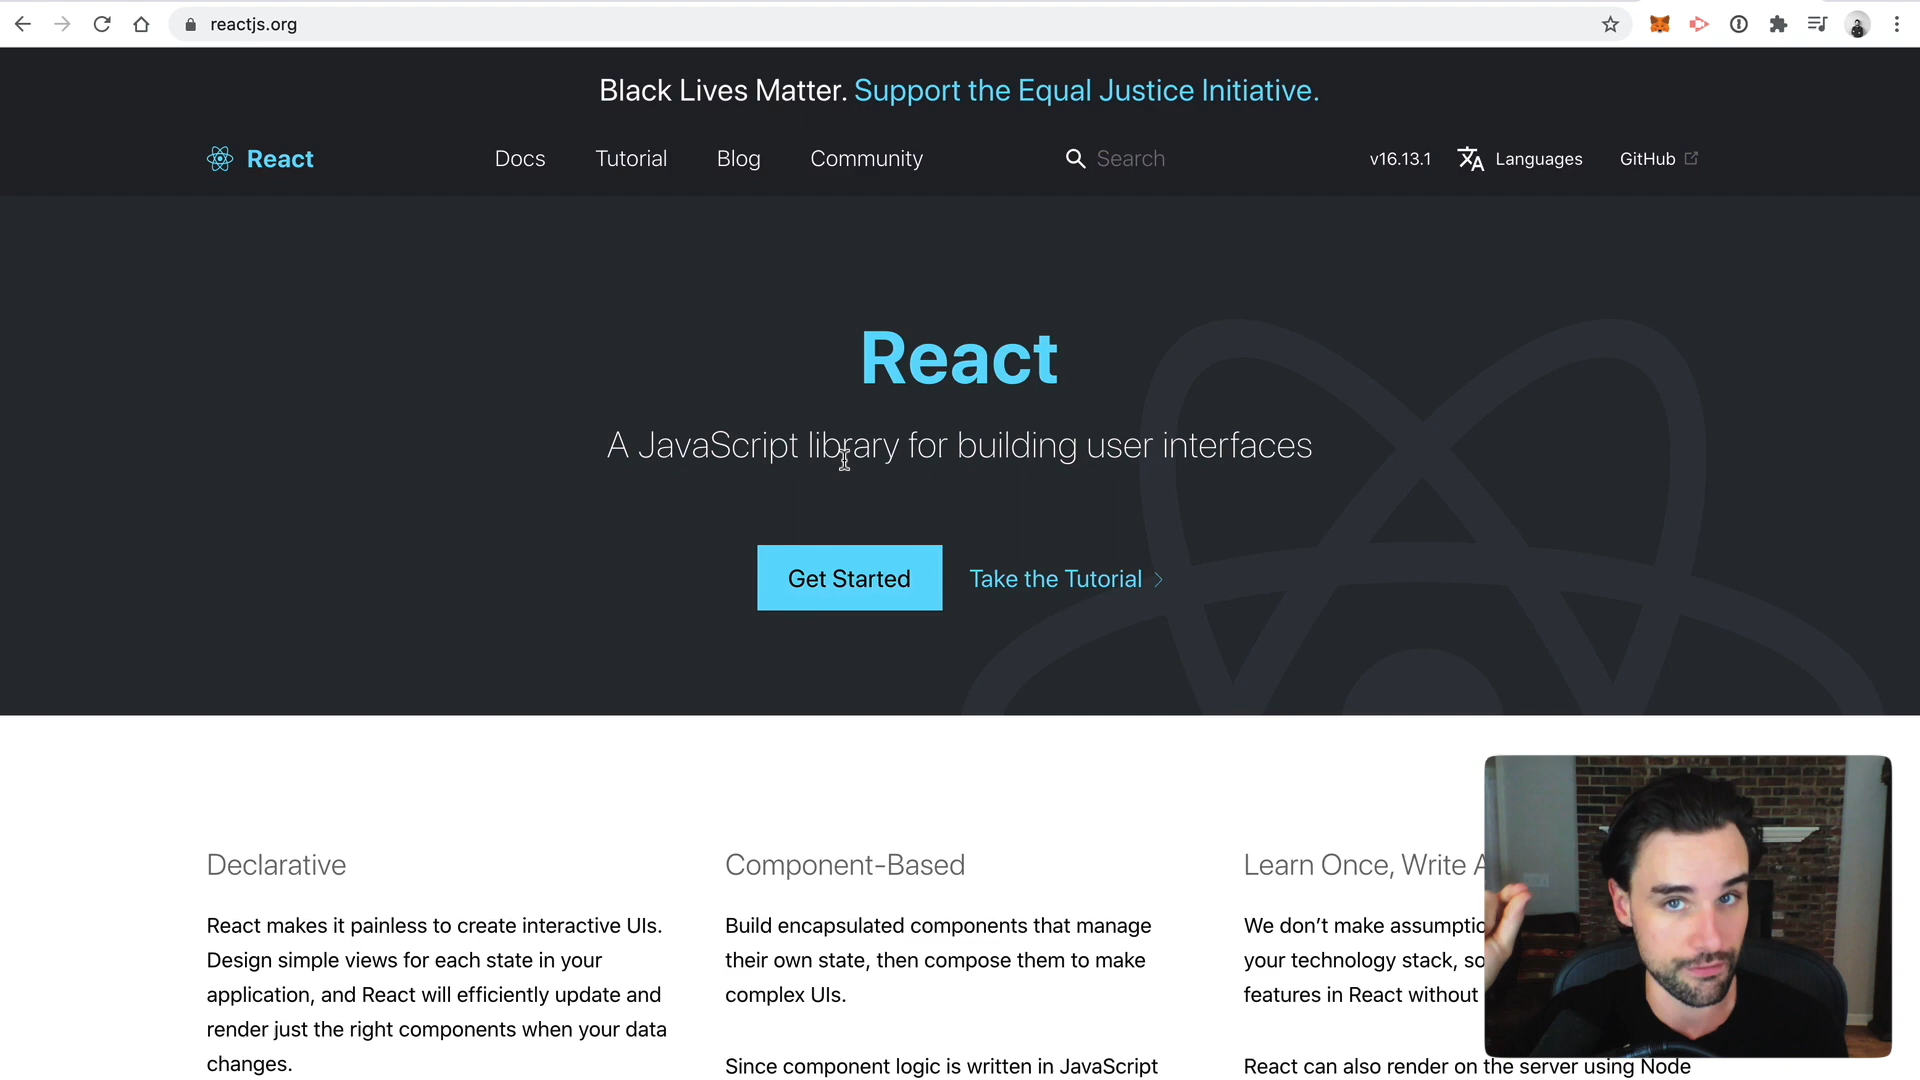 reactjs.org
Black Lives Matter. Support the Equal Justice Initiative.
React
Docs
Tutorial
Blog
Community
Search
v16.13.1
Languages
GitHub
React
A JavaScript library for building user interfaces
Get Started
Take the Tutorial
Declarative
React makes it painless to create interactive UIs.
Design simple views for each state in your
application, and React will efficiently update and
render just the right components when your data
changes.
Component-Based
Build encapsulated components that manage
their own state, then compose them to make
complex UIs.
Since component logic is written in JavaScript
Learn Once, Write A
We don’t make assumptio
your technology stack, so
features in React without
React can also render on the server using Node